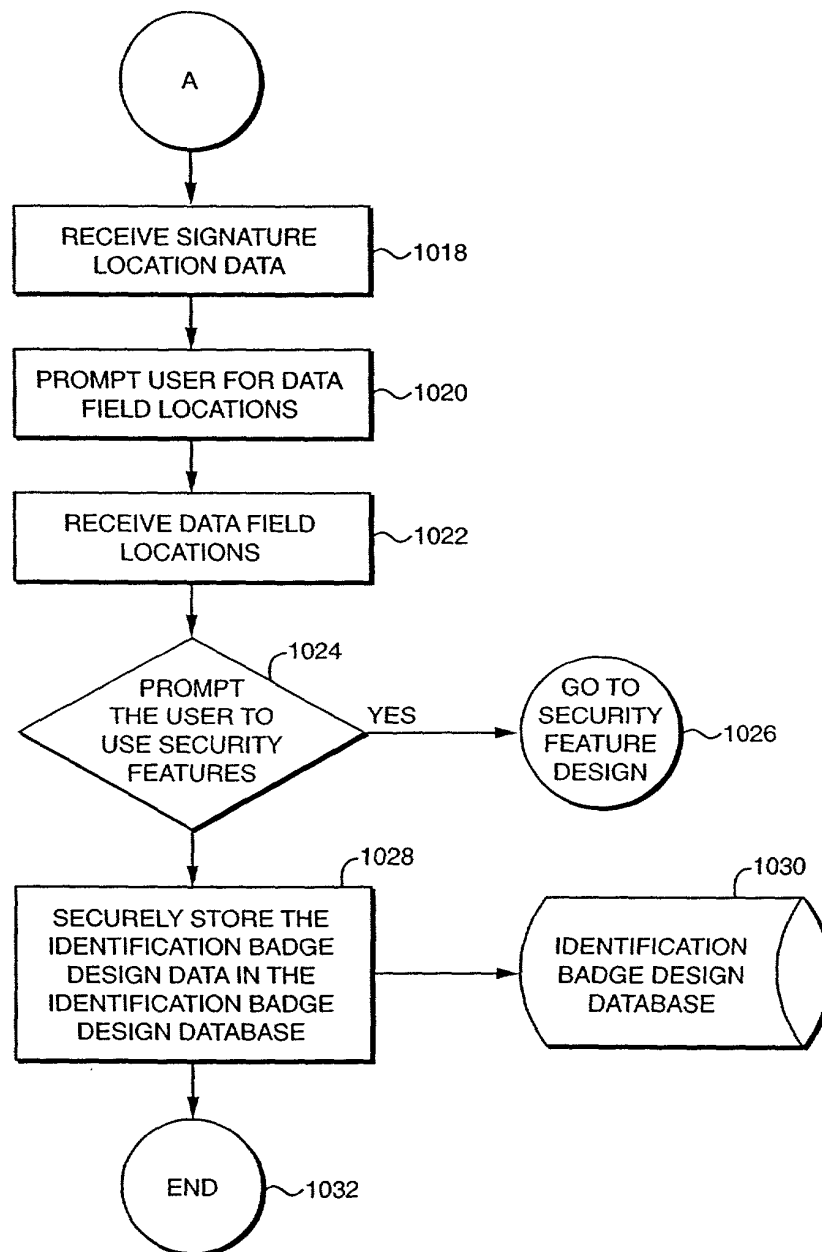 A
RECEIVE SIGNATURE
LOCATION DATA
1018
PROMPT USER FOR DATA
FIELD LOCATIONS
1020
RECEIVE DATA FIELD
LOCATIONS
1022
1024
PROMPT
THE USER TO
USE SECURITY
FEATURES
YES
GO TO
SECURITY
FEATURE
DESIGN
1026
1028
SECURELY STORE THE
IDENTIFICATION BADGE
DESIGN DATA IN THE
IDENTIFICATION BADGE
DESIGN DATABASE
1030
IDENTIFICATION
BADGE DESIGN
DATABASE
END
1032